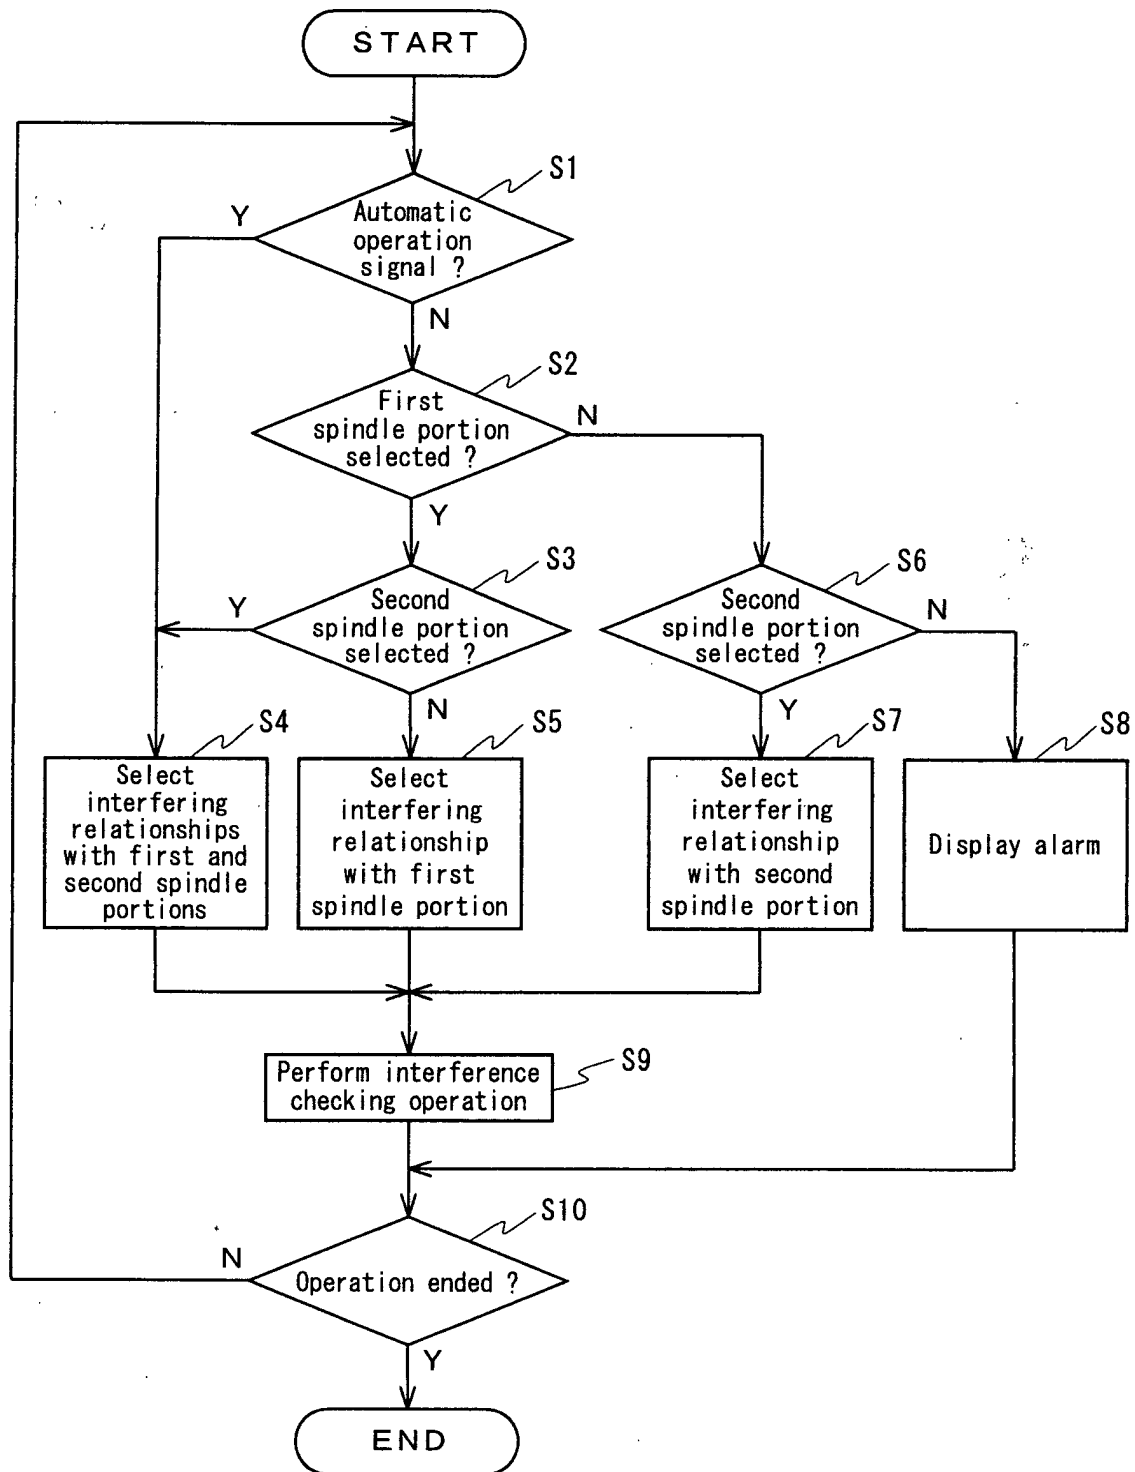 START
S1
Y
Automatic
operation
signal ?
N
S2
First
spindle portion
selected ?
N
Y
S3
Y
Second
spindle portion
selected ?
N
S6
Second
spindle portion
selected ?
N
Y
S4
Select
interfering
relationships
with first and
second spindle
portions
S5
Select
interfering
relationship
with first
spindle portion
S7
Select
interfering
relationship
with second
spindle portion
S8
Display alarm
S9
Perform interference
checking operation
S10
N
Operation ended ?
Y
END